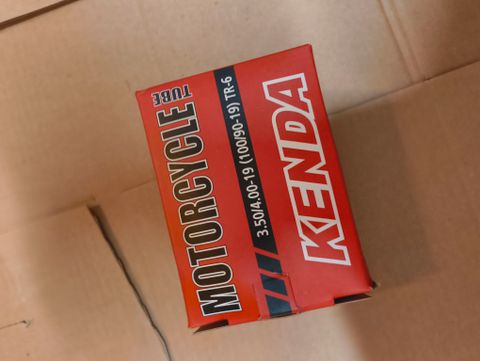 MOTORCYCLE
TUBE
3.50/4.00-19 (100/90-19) TR-6
KENDA